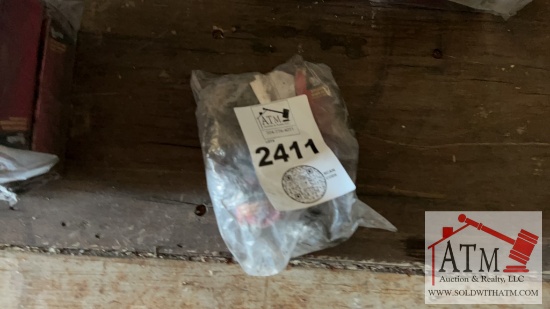 ATM
2411
ATM
Auction & Realty, LLC
WWW.SOLDWITHATM.COM